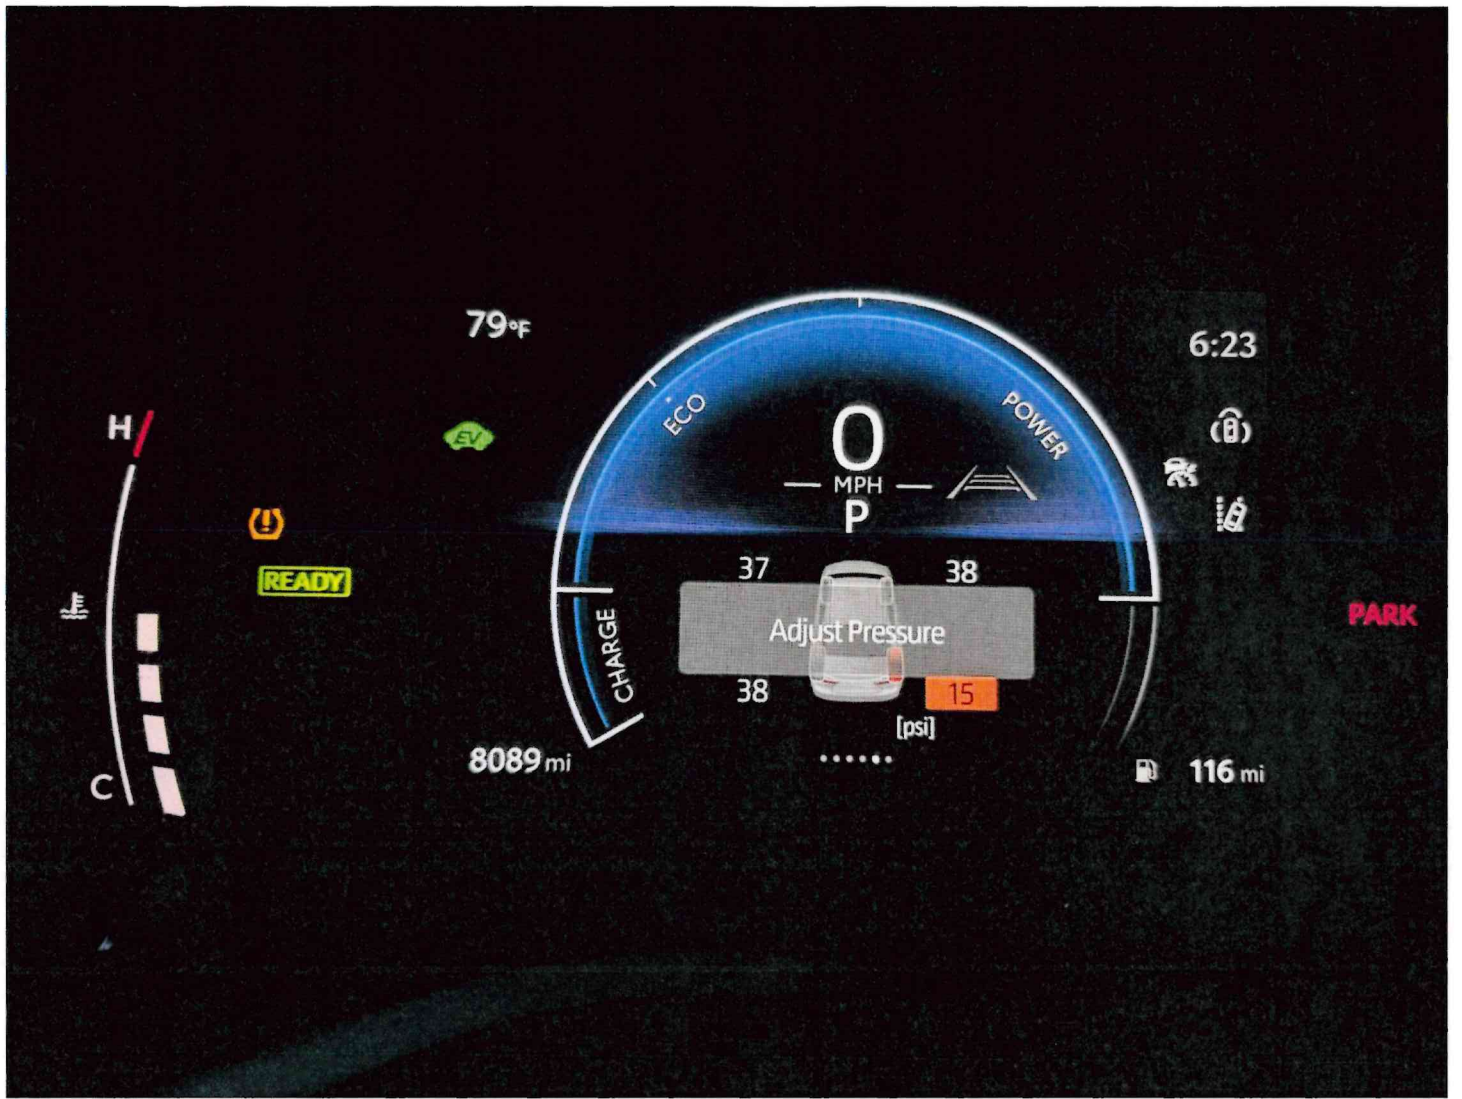 79°F
6:23
ECO
POWER
0
MPH
P
H
EV
READY
37
38
Adjust Pressure
PARK
CHARGE
38
15
[psi]
C
8089 mi
116 mi